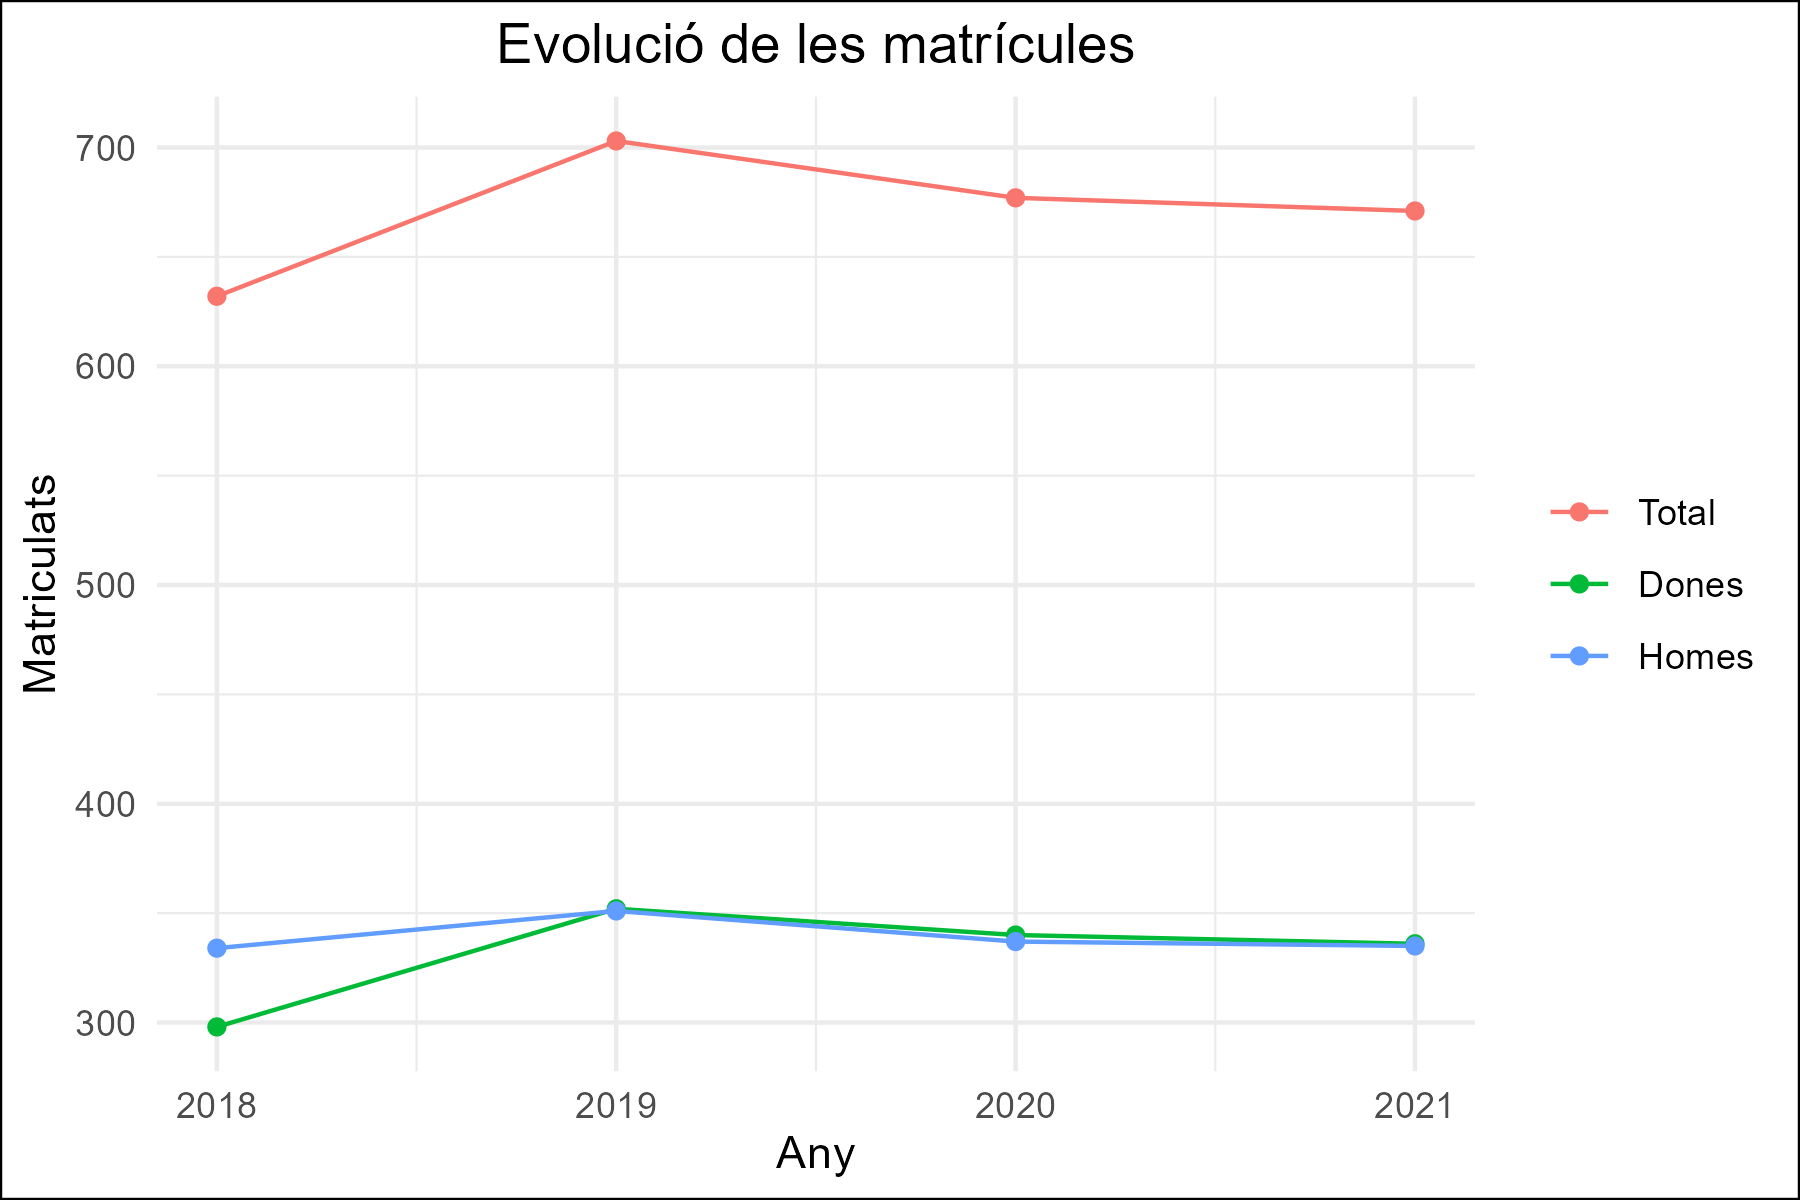 Evolució de les matrícules
700
600
500
400
300
Matriculats
2018
2019
2020
2021
Any
Total
Dones
Homes